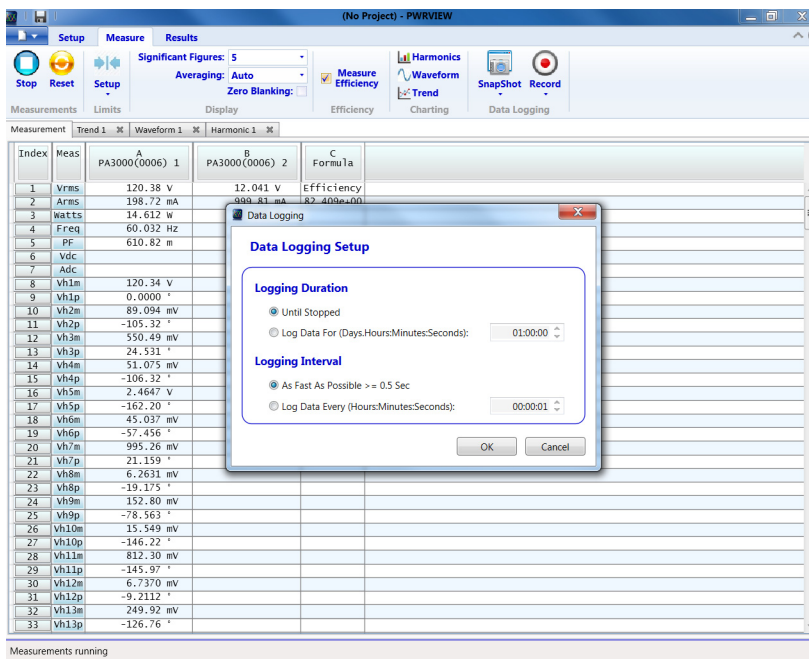 (No Project) - PWRVIEW
Setup Measure Results
Stop
Reset
Setup
Significant Figures: 5
Averaging: Auto
Zero Blanking:
Measure Efficiency
Harmonics
Waveform
Trend
SnapShot
Record
Measurements Limits Display Efficiency Charting Data Logging
Measurement Trend 1 Waveform 1 Harmonic 1
Index Meas A PA3000(0006) 1 B PA3000(0006) 2 C Formula
1 Vrms 120.38 V 12.041 V Efficiency
2 Arms 198.72 mA 999.81 mA 82.409e+00
3 Watts 14.612 W
4 Freq 60.032 Hz
5 PF 610.82 m
6 Vdc
7 Adc
8 Vh1m 120.34 V
9 Vh1p 0.0000 °
10 Vh2m 89.094 mV
11 Vh2p -105.32 °
12 Vh3m 550.49 mV
13 Vh3p 24.531 °
14 Vh4m 51.075 mV
15 Vh4p -106.32 °
16 Vh5m 2.4647 V
17 Vh5p -162.20 °
18 Vh6m 45.037 mV
19 Vh6p -57.456 °
20 Vh7m 995.26 mV
21 Vh7p 21.159 °
22 Vh8m 6.2631 mV
23 Vh8p -19.175 °
24 Vh9m 152.80 mV
25 Vh9p -78.563 °
26 Vh10m 15.549 mV
27 Vh10p -146.22 °
28 Vh11m 812.30 mV
29 Vh11p -145.97 °
30 Vh12m 6.7370 mV
31 Vh12p -9.2112 °
32 Vh13m 249.92 mV
33 Vh13p -126.76 °
Data Logging
Data Logging Setup
Logging Duration
Until Stopped
Log Data For (Days.Hours:Minutes:Seconds): 01:00:00
Logging Interval
As Fast As Possible >= 0.5 Sec
Log Data Every (Hours:Minutes:Seconds): 00:00:01
OK Cancel
Measurements running